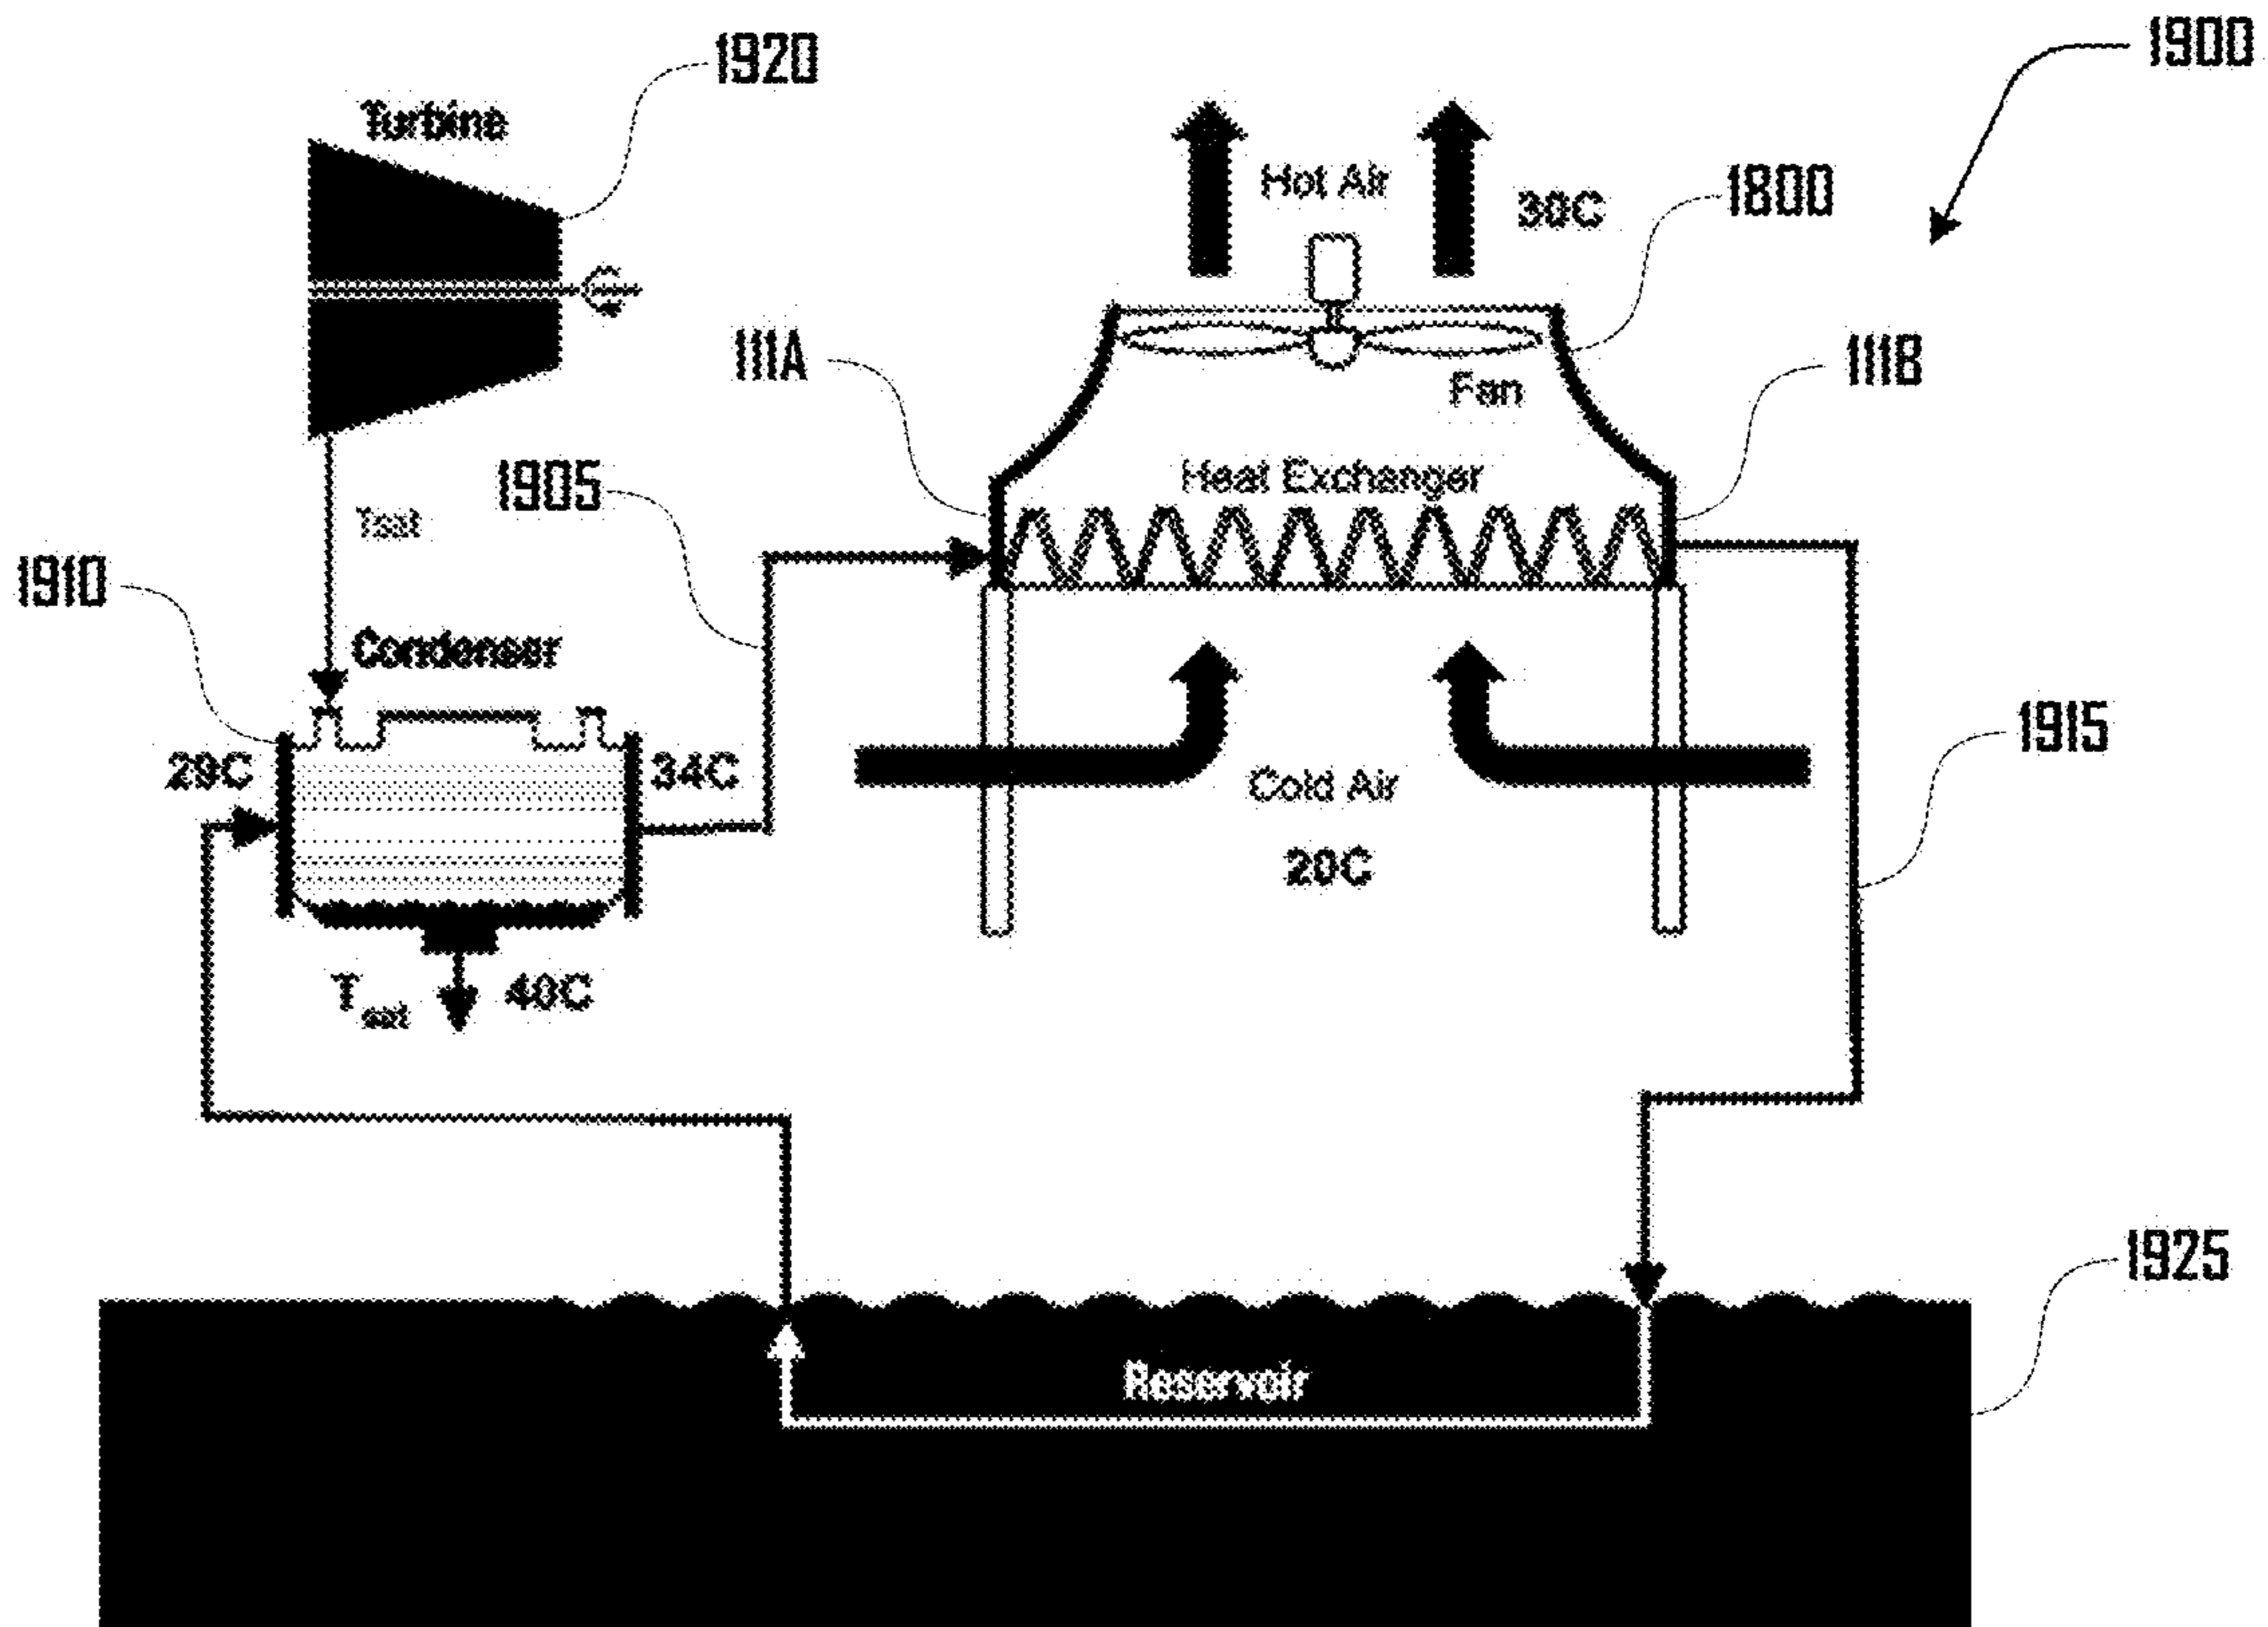 1920
1900
Turbine
Hot Air
30C
1800
111A
111B
Fan
1905
Heat Exchanger
Tsat
1910
Condenser
1915
29C
34C
Cold Air
20C
Tsat
40C
1925
Reservoir